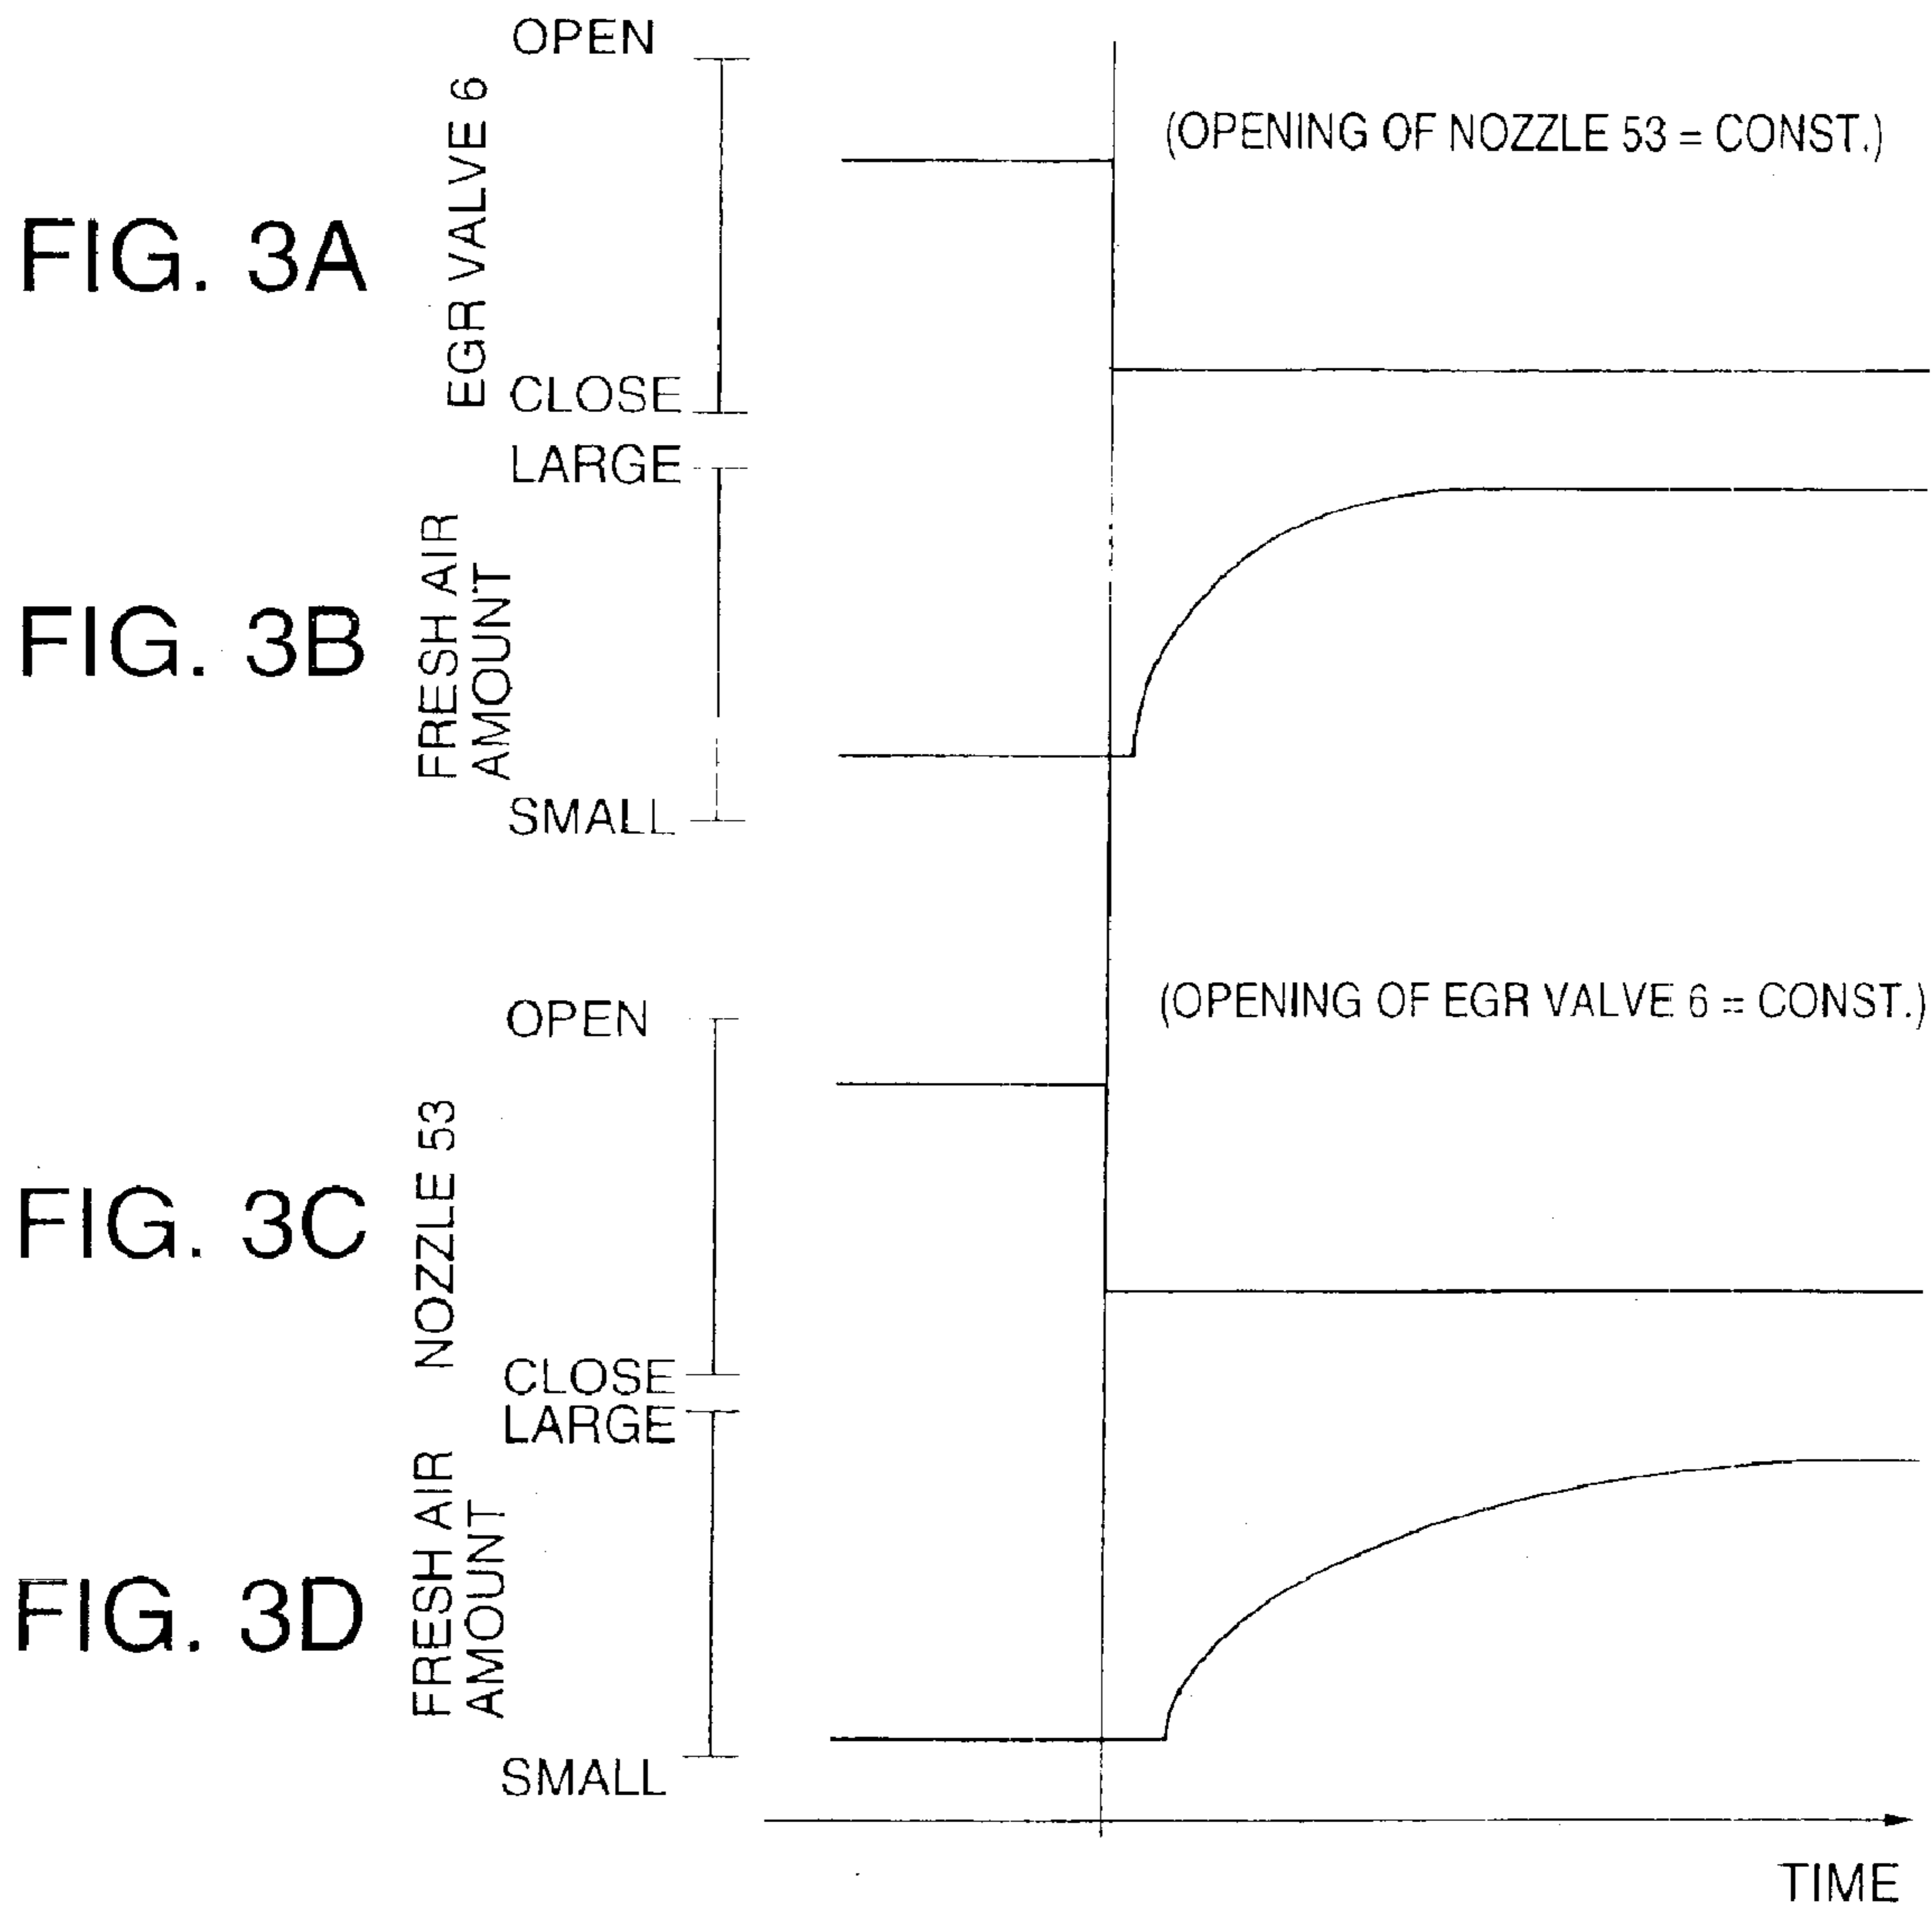 OPEN
(OPENING OF NOZZLE 53 = CONST.)
FIG. 3A
EGR VALVE 6
CLOSE
LARGE
FIG. 3B
FRESH AIR
AMOUNT
SMALL
OPEN
(OPENING OF EGR VALVE 6 = CONST.)
FIG. 3C
NOZZLE 53
CLOSE
LARGE
FIG. 3D
FRESH AIR
AMOUNT
SMALL
TIME